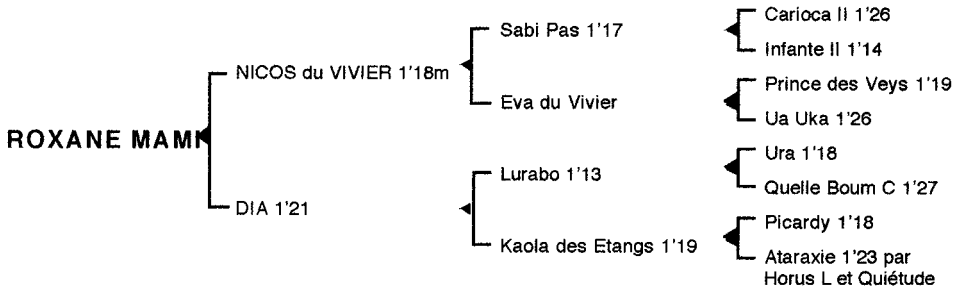 Carioca II 1'26
Sabi Pas 1'17
Infante II 1'14
NICOS du VIVIER 1'18m
Prince des Veys 1'19
Eva du Vivier
Ua Uka 1'26
ROXANE MAMI
Ura 1'18
Lurabo 1'13
Quelle Boum C 1'27
DIA 1'21
Picardy 1'18
Kaola des Etangs 1'19
Ataraxie 1'23 par
Horus L et Quiétude